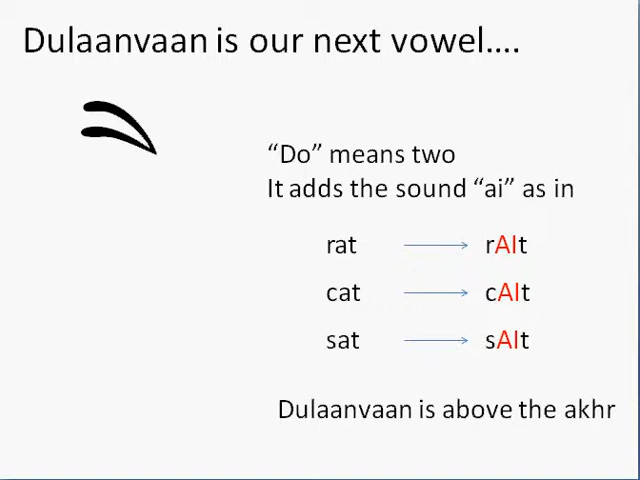 Dulaanvaan is our next vowel….
“Do” means two
It adds the sound “ai” as in
rat → rAIt
cat → cAIt
sat → sAIt
Dulaanvaan is above the akhr